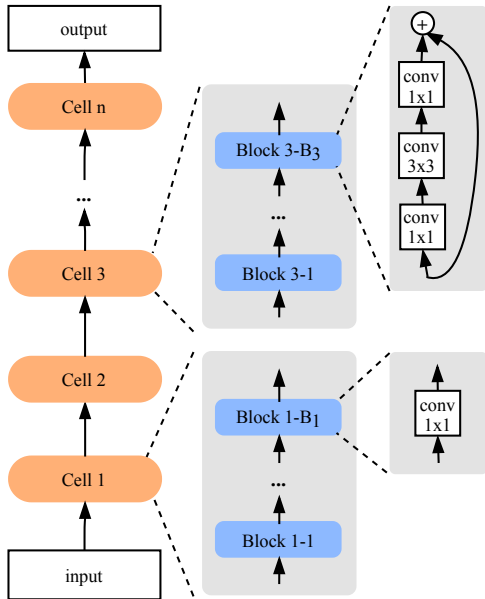 output
Cell n
...
Cell 3
Cell 2
Cell 1
input
Block 3-B3
...
Block 3-1
Block 1-B1
...
Block 1-1
+
conv
1x1
conv
3x3
conv
1x1
conv
1x1